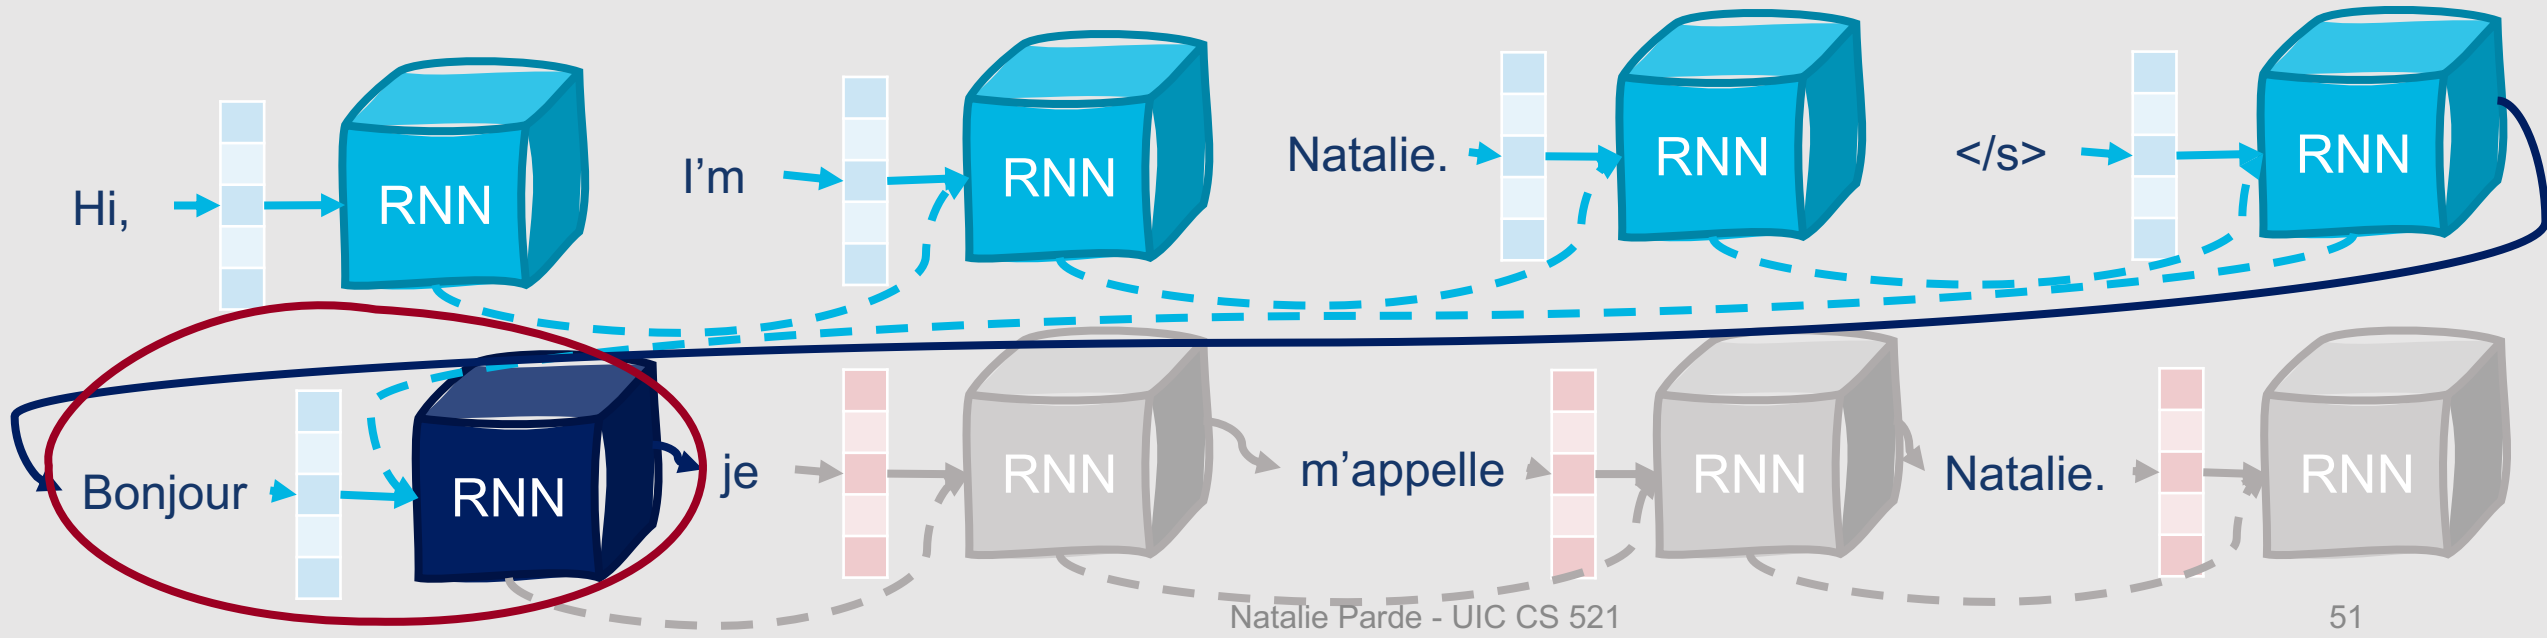 Hi, RNN I'm RNN Natalie. RNN </s> RNN
Bonjour RNN je RNN m'appelle RNN Natalie. RNN
Natalie Parde - UIC CS 521 51